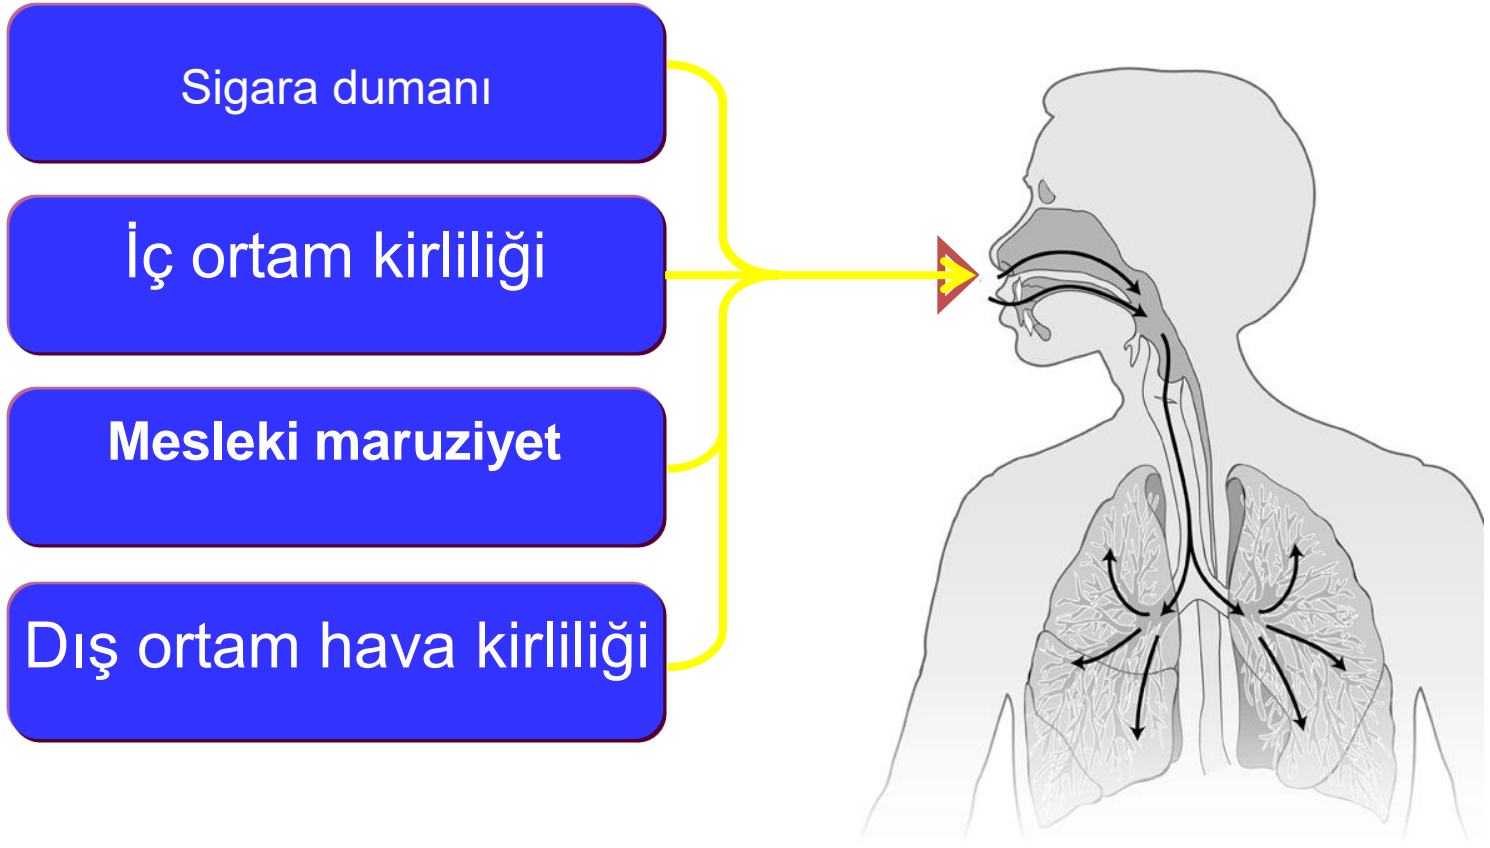 Sigara dumanı
İç ortam kirliliği
Mesleki maruziyet
Dış ortam hava kirliliği